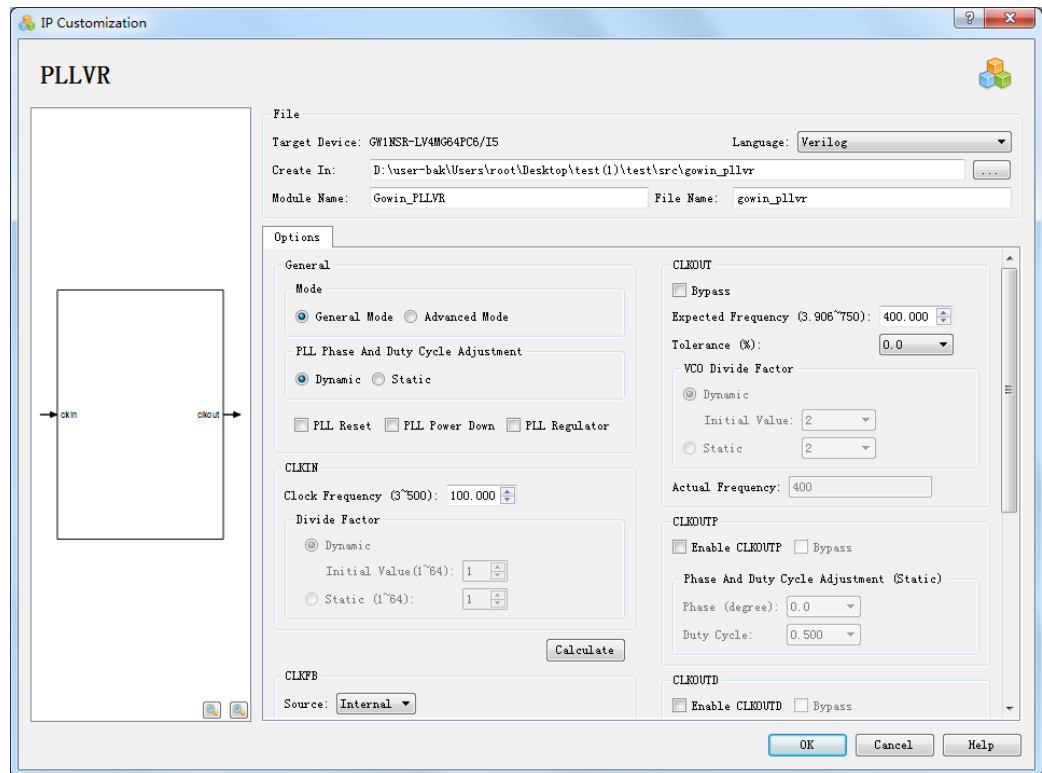 IP Customization
PLLVR
File
Target Device: GW1NSR-LV4MG64PC6/I5 Language: Verilog
Create In: D:\user-bak\Users\root\Desktop\test(1)\test\src\gowin_pllvr ...
Module Name: Gowin_PLLVR File Name: gowin_pllvr
Options
General
Mode
General Mode Advanced Mode
PLL Phase And Duty Cycle Adjustment
Dynamic Static
PLL Reset PLL Power Down PLL Regulator
CLKIN
Clock Frequency (3~500): 100.000
Divide Factor
Dynamic
Initial Value(1~64): 1
Static (1~64): 1
Calculate
CLKFB
Source: Internal
CLKOUT
Bypass
Expected Frequency (3.906~750): 400.000
Tolerance (%): 0.0
VCO Divide Factor
Dynamic
Initial Value: 2
Static 2
Actual Frequency: 400
CLKOUTP
Enable CLKOUTP Bypass
Phase And Duty Cycle Adjustment (Static)
Phase (degree): 0.0
Duty Cycle: 0.500
CLKOUTD
Enable CLKOUTD Bypass
clkin clkout
OK Cancel Help